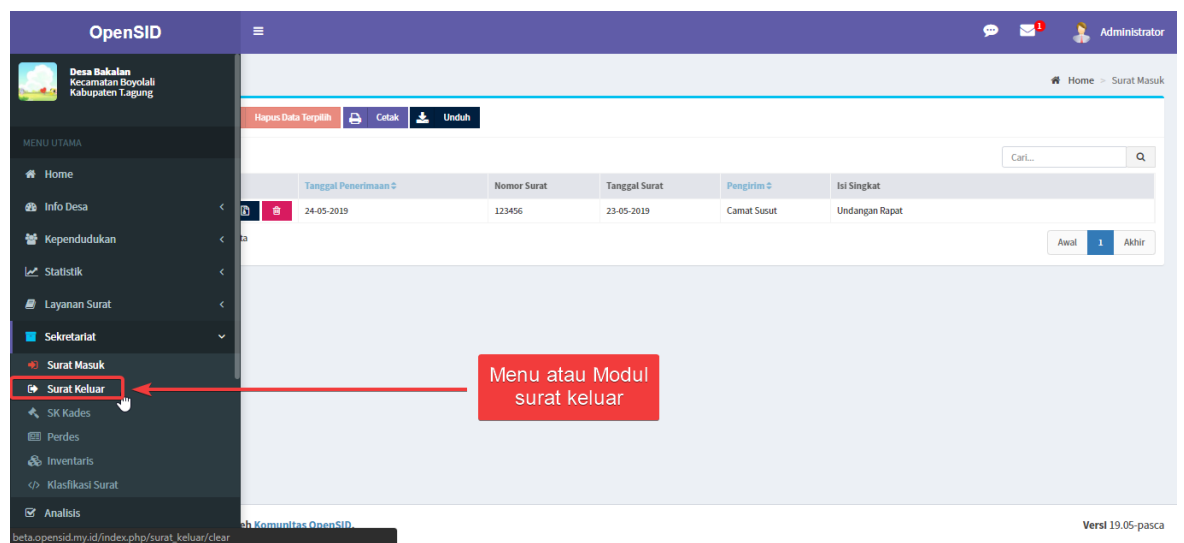 OpenSID
1
Administrator
Desa Bakalan
Kecamatan Boyolali
Kabupaten T.agung
Home > Surat Masuk
Hapus Data Terpilih
Cetak
Unduh
MENU UTAMA
Cari...
Home
Tanggal Penerimaan
Nomor Surat
Tanggal Surat
Pengirim
Isi Singkat
Info Desa
24-05-2019
123456
23-05-2019
Camat Susut
Undangan Rapat
Kependudukan
ta
Awal
1
Akhir
Statistik
Layanan Surat
Sekretariat
Surat Masuk
Surat Keluar
Menu atau Modul
surat keluar
SK Kades
Perdes
Inventaris
Klasfikasi Surat
Analisis
eh Komunitas OpenSID.
Versi 19.05-pasca
beta.opensid.my.id/index.php/surat_keluar/clear